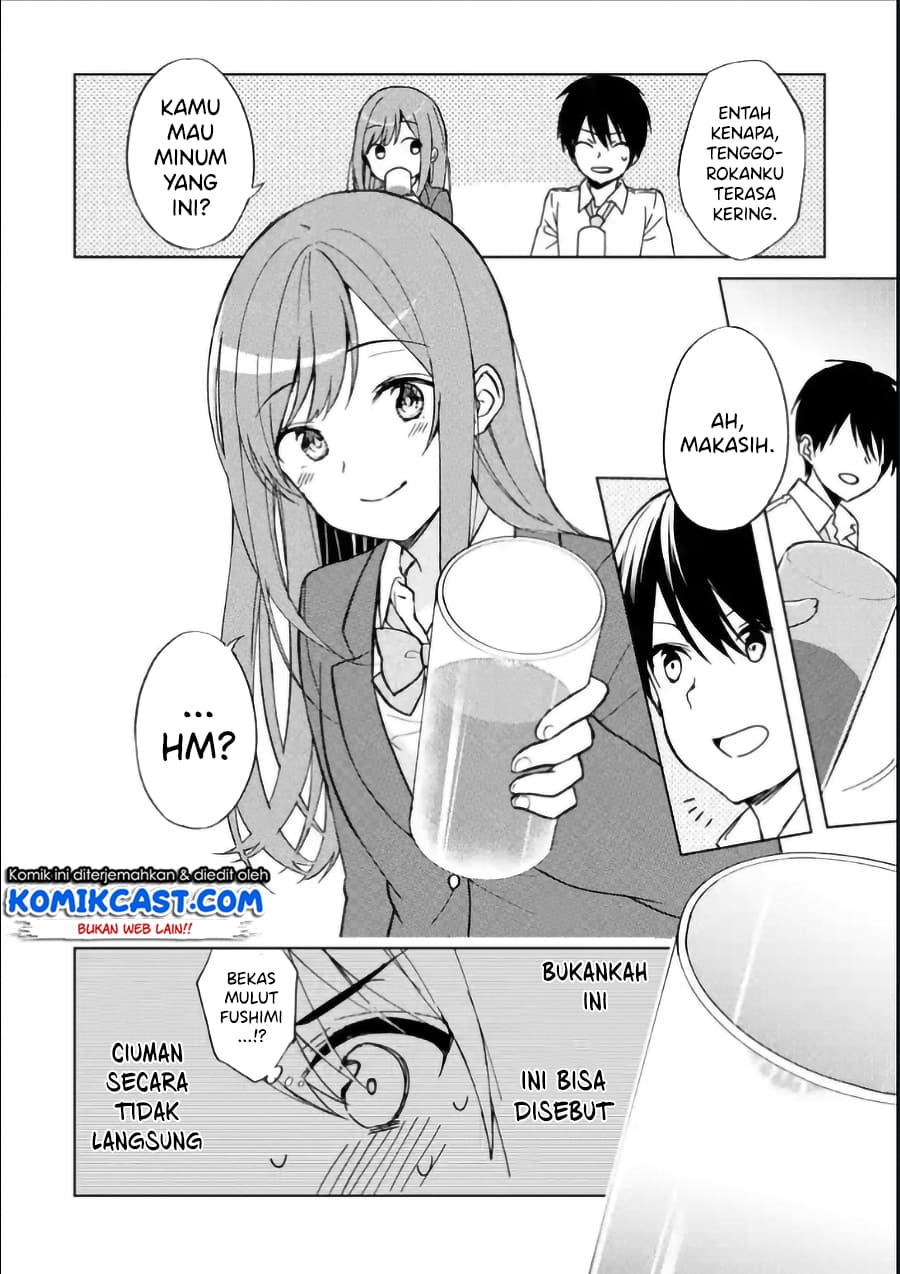 ENTAH
KENAPA,
TENGGO-
ROKANKU
TERASA
KERING.
KAMU
MAU
MINUM
YANG
INI?
AH,
MAKASIH.
...
HM?
Komik ini diterjemahkan & diedit oleh
KOMIKCAST.COM
BUKAN WEB LAIN!!
BUKANKAH
INI
BEKAS
MULUT
FUSHIMI
...!?
INI BISA
DISEBUT
CIUMAN
SECARA
TIDAK
LANGSUNG